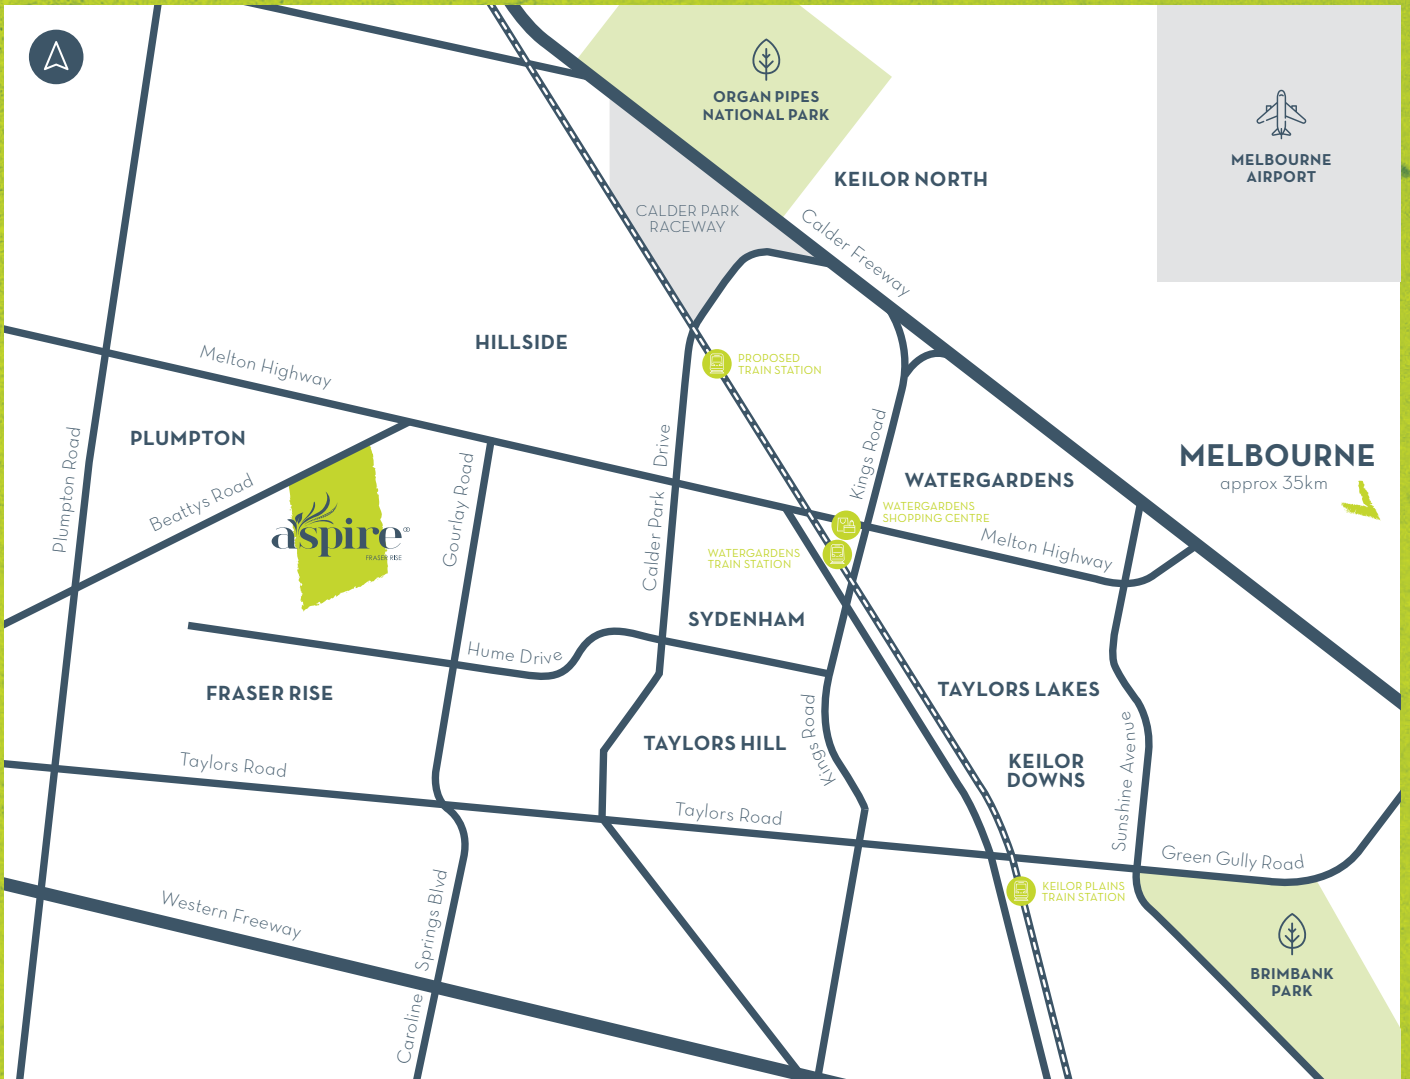 ORGAN PIPES
NATIONAL PARK
MELBOURNE
AIRPORT
KEILOR NORTH
CALDER PARK
RACEWAY
Calder Freeway
HILLSIDE
PROPOSED
TRAIN STATION
Melton Highway
PLUMPTON
Plumpton Road
Beattys Road
aspire®
FRASER RISE
Gourlay Road
Calder Park Drive
Kings Road
WATERGARDENS
WATERGARDENS
SHOPPING CENTRE
MELBOURNE
approx 35km
WATERGARDENS
TRAIN STATION
Melton Highway
SYDENHAM
Hume Drive
FRASER RISE
TAYLORS LAKES
TAYLORS HILL
Kings Road
KEILOR
DOWNS
Sunshine Avenue
Taylors Road
Taylors Road
Green Gully Road
KEILOR PLAINS
TRAIN STATION
Western Freeway
Caroline Springs Blvd
BRIMBANK
PARK